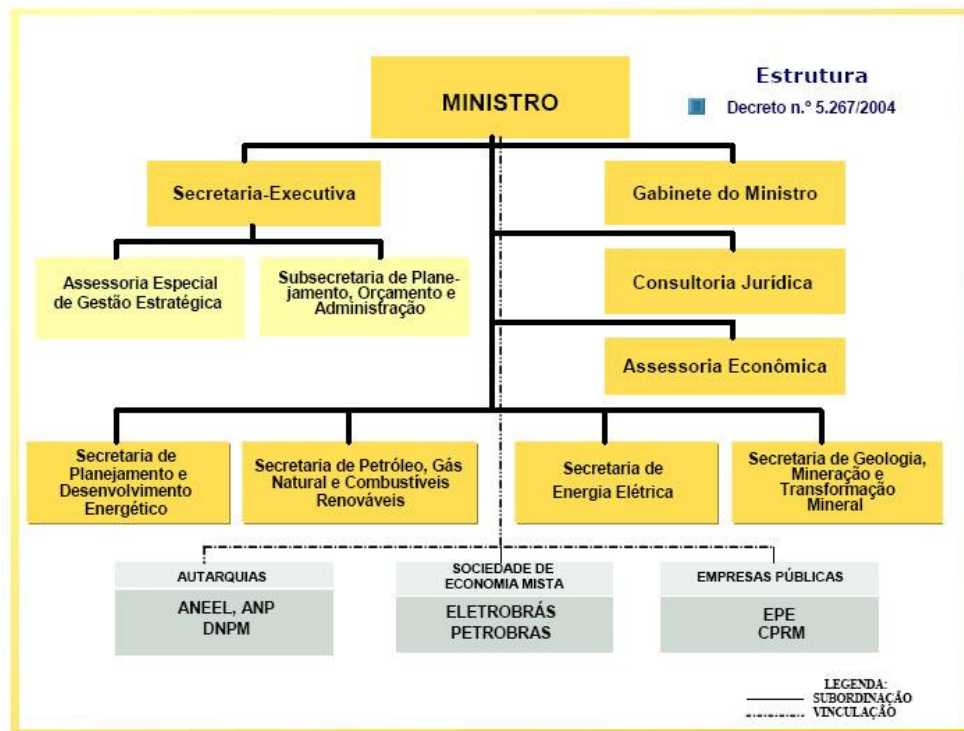 Estrutura
Decreto n.º 5.267/2004
MINISTRO
Secretaria-Executiva
Gabinete do Ministro
Assessoria Especial
de Gestão Estratégica
Subsecretaria de Plane-
jamento, Orçamento e
Administração
Consultoria Jurídica
Assessoria Econômica
Secretaria de
Planejamento e
Desenvolvimento
Energético
Secretaria de Petróleo, Gás
Natural e Combustíveis
Renováveis
Secretaria de
Energia Elétrica
Secretaria de Geologia,
Mineração e
Transformação
Mineral
AUTARQUIAS
ANEEL, ANP
DNPM
SOCIEDADE DE
ECONOMIA MISTA
ELETROBRÁS
PETROBRAS
EMPRESAS PÚBLICAS
EPE
CPRM
LEGENDA:
SUBORDINAÇÃO
VINCULAÇÃO